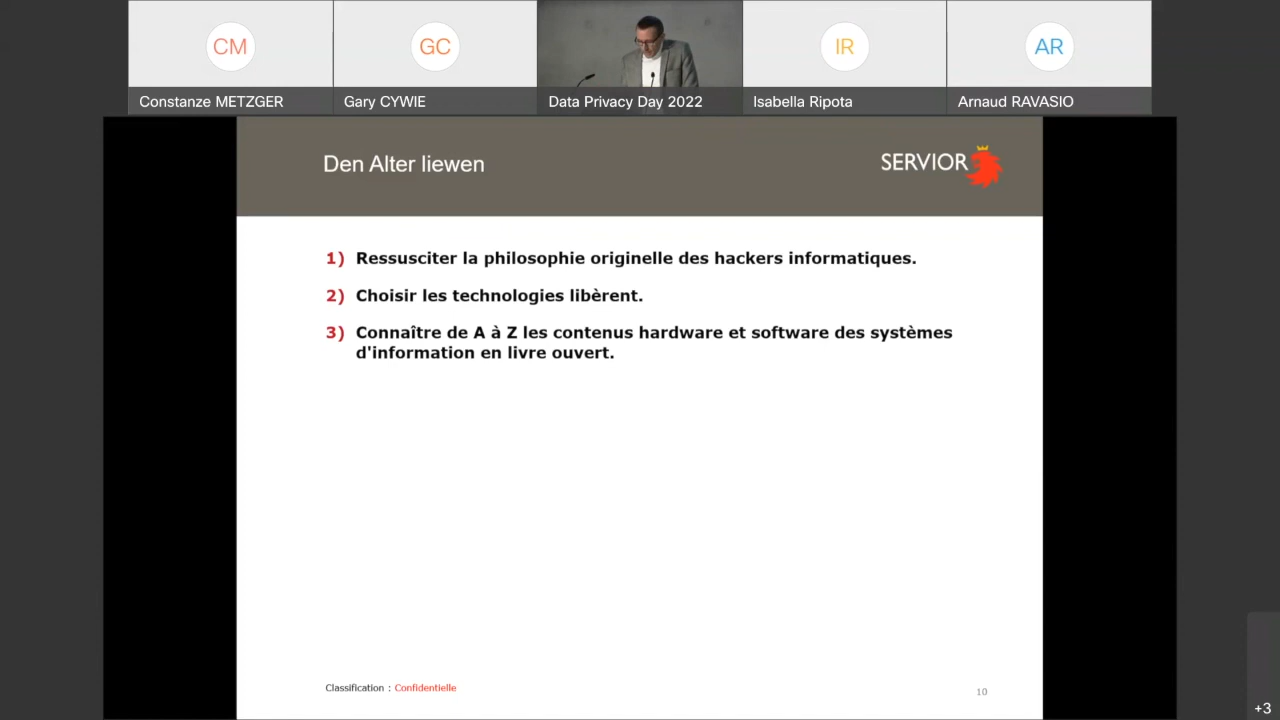 CM
GC
IR
AR
Constanze METZGER
Gary CYWIE
Data Privacy Day 2022
Isabella Ripota
Arnaud RAVASIO
Den Alter liewen
SERVIOR
1) Ressusciter la philosophie originelle des hackers informatiques.
2) Choisir les technologies libèrent.
3) Connaître de A à Z les contenus hardware et software des systèmes
d'information en livre ouvert.
Classification : Confidentielle
10
+3